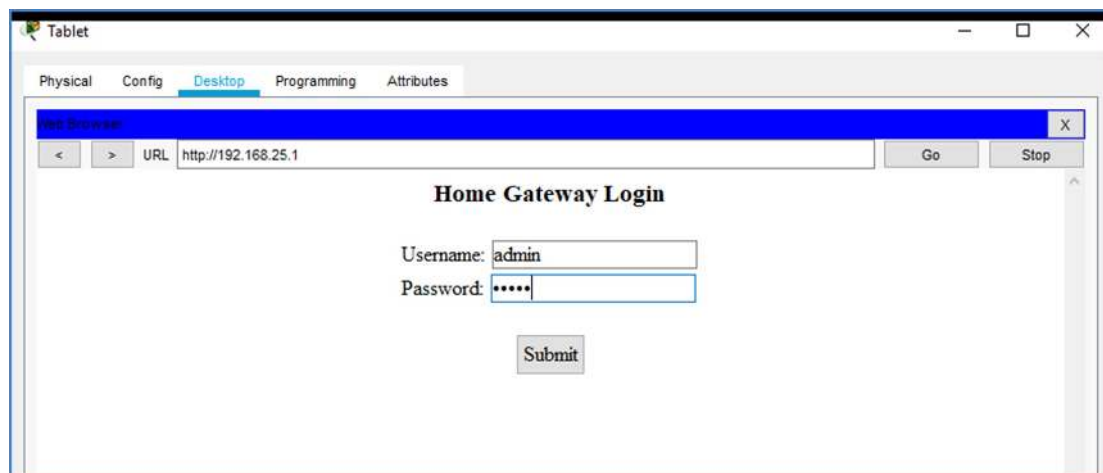 Tablet
Physical Config Desktop Programming Attributes
Web Browser X
< > URL http://192.168.25.1 Go Stop
Home Gateway Login
Username: admin
Password: •••••
Submit